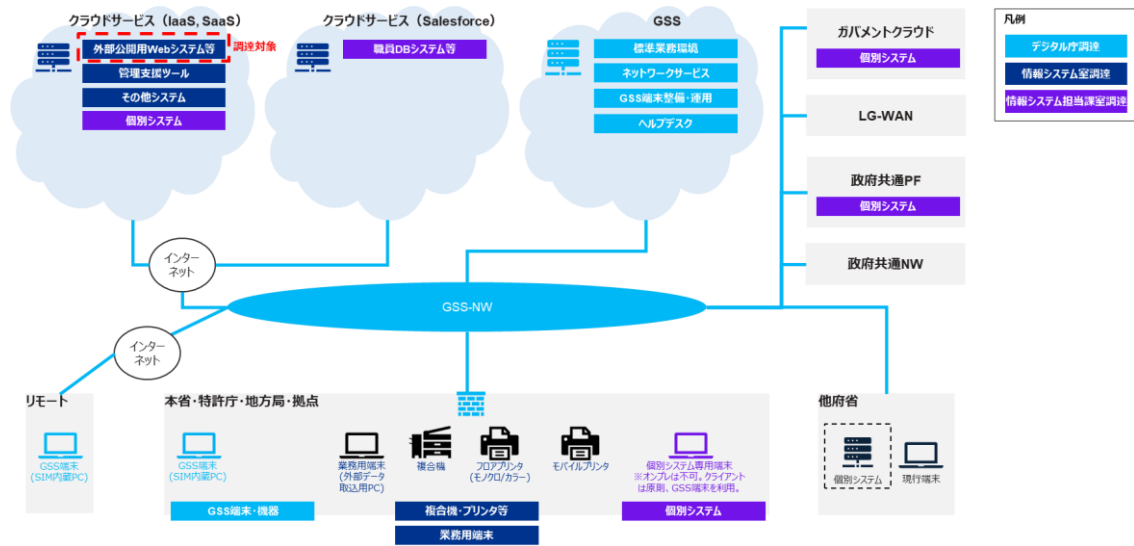 クラウドサービス（IaaS, SaaS）
外部公開用Webシステム等
調達対象
管理支援ツール
その他システム
個別システム
クラウドサービス（Salesforce）
職員DBシステム等
GSS
標準業務環境
ネットワークサービス
GSS端末整備・運用
ヘルプデスク
ガバメントクラウド
個別システム
LG-WAN
政府共通PF
個別システム
政府共通NW
凡例
デジタル庁調達
情報システム室調達
情報システム担当課室調達
インター
ネット
GSS-NW
インター
ネット
リモート
GSS端末
(SIM内蔵PC)
本省・特許庁・地方局・拠点
GSS端末
(SIM内蔵PC)
業務用端末
(外部データ
取込用PC)
複合機
フロアプリンタ
(モノクロ/カラー)
モバイルプリンタ
個別システム専用端末
※オンプレは不可。クライアント
は原則、GSS端末を利用。
GSS端末・機器
複合機・プリンタ等
業務用端末
個別システム
他府省
個別システム
現行端末